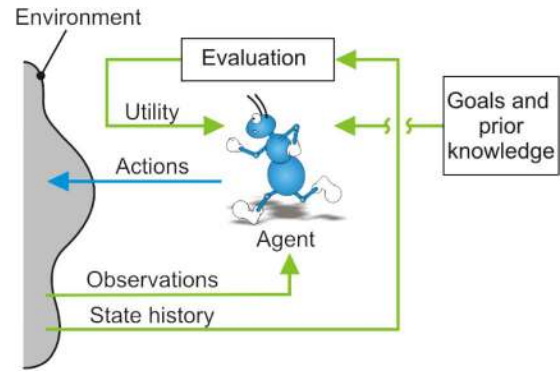 Environment
Evaluation
Utility
Goals and
prior
knowledge
Actions
Agent
Observations
State history